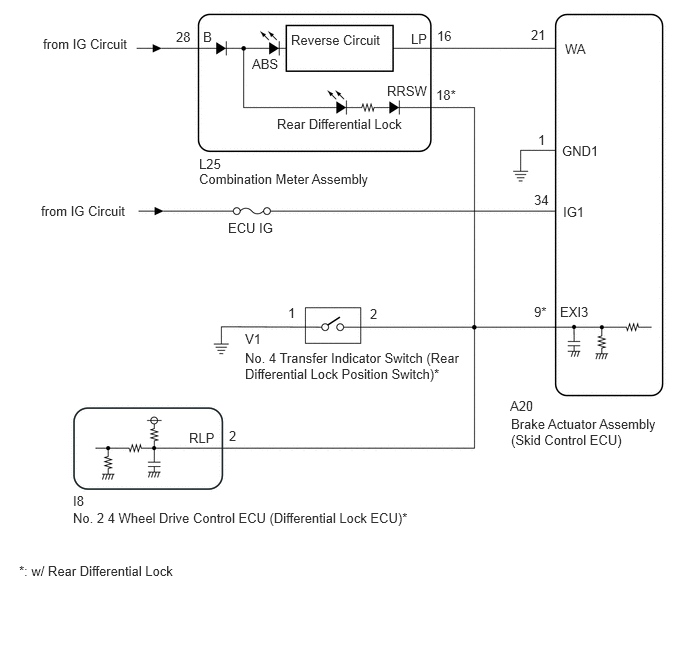 from IG Circuit
28
B
ABS
Reverse Circuit
LP
16
21
WA
RRSW
18*
Rear Differential Lock
L25
Combination Meter Assembly
1
GND1
from IG Circuit
ECU IG
34
IG1
1
2
V1
No. 4 Transfer Indicator Switch (Rear
Differential Lock Position Switch)*
9*
EXI3
A20
Brake Actuator Assembly
(Skid Control ECU)
RLP
2
I8
No. 2 4 Wheel Drive Control ECU (Differential Lock ECU)*
*: w/ Rear Differential Lock